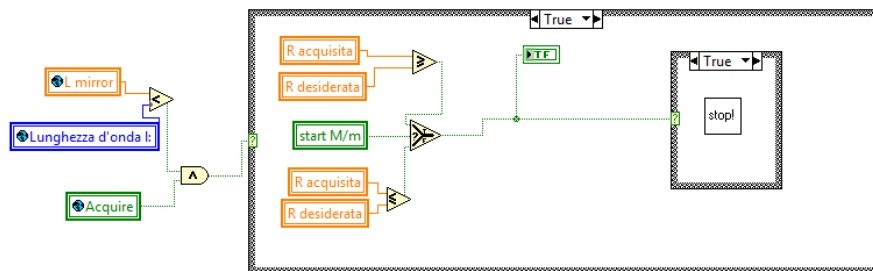 True
R acquisita
TF
R desiderata
True
L mirror
<
≥
stop!
Lunghezza d'onda l:
start M/m
?
T
F
?
?
∧
R acquisita
Acquire
R desiderata
≤